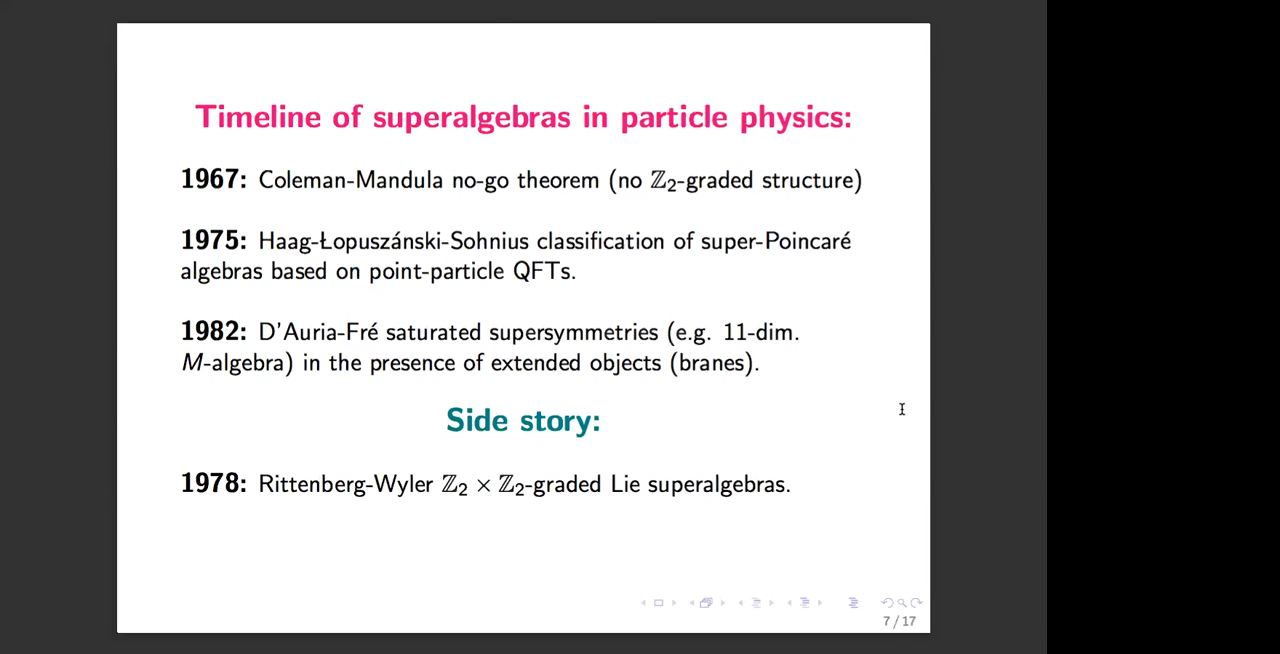 Timeline of superalgebras in particle physics:
1967: Coleman-Mandula no-go theorem (no ℤ₂-graded structure)
1975: Haag-Łopuszánski-Sohnius classification of super-Poincaré
algebras based on point-particle QFTs.
1982: D'Auria-Fré saturated supersymmetries (e.g. 11-dim.
M-algebra) in the presence of extended objects (branes).
Side story:
1978: Rittenberg-Wyler ℤ₂ × ℤ₂-graded Lie superalgebras.
7 / 17